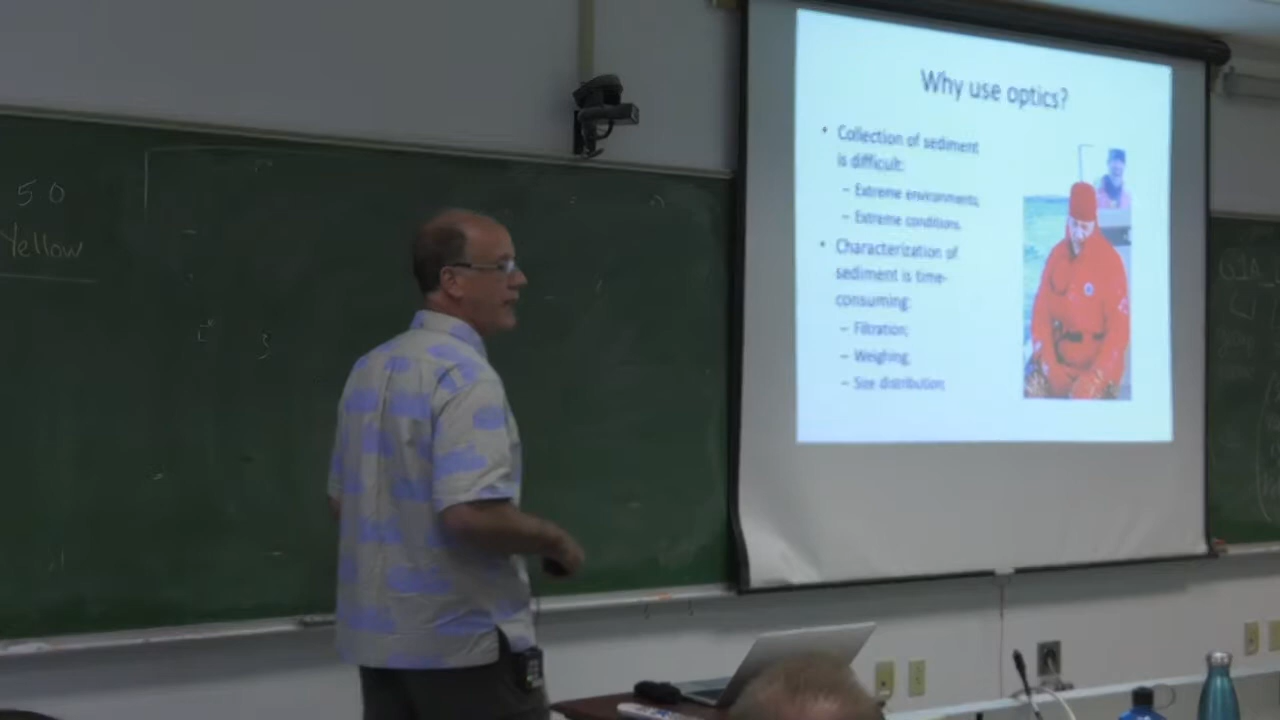 50
Yellow
Why use optics?
• Collection of sediment
is difficult:
– Extreme environments,
– Extreme conditions.
• Characterization of
sediment is time-
consuming:
– Filtration,
– Weighing,
– Size distribution,